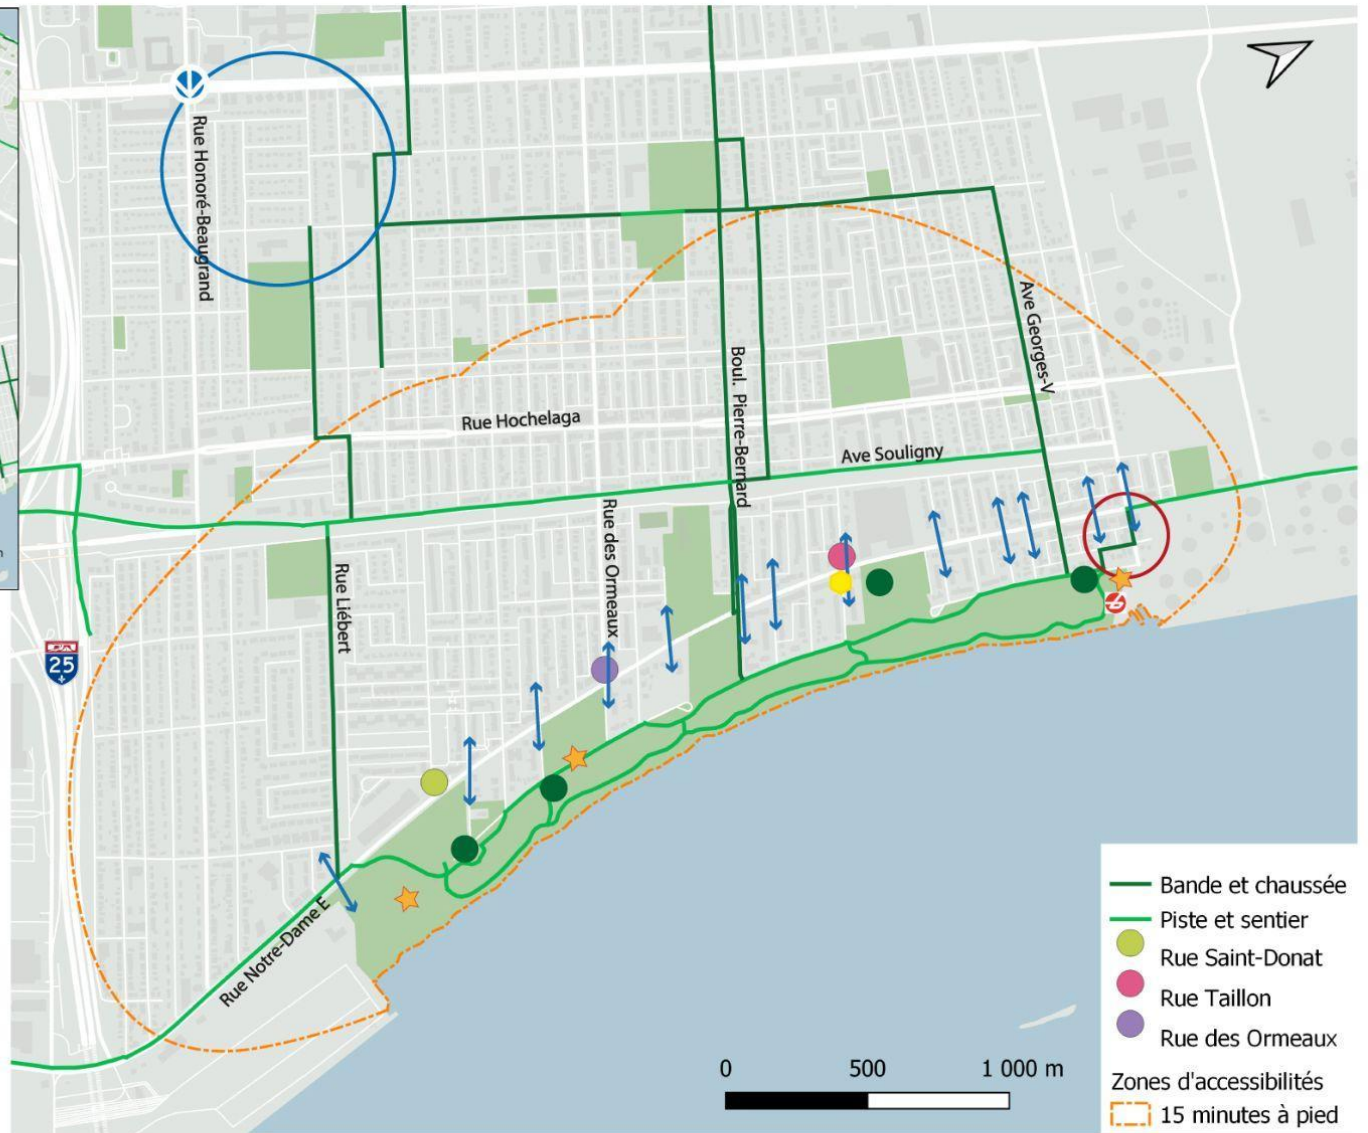 Rue Honoré-Beaugrand
Ave Georges-V
Boul. Pierre-Bernard
Rue Hochelaga
Ave Souligny
Rue des Ormeaux
Rue Liébert
25
Rue Notre-Dame E
Bande et chaussée
Piste et sentier
Rue Saint-Donat
Rue Taillon
Rue des Ormeaux
Zones d'accessibilités
15 minutes à pied
0 500 1 000 m